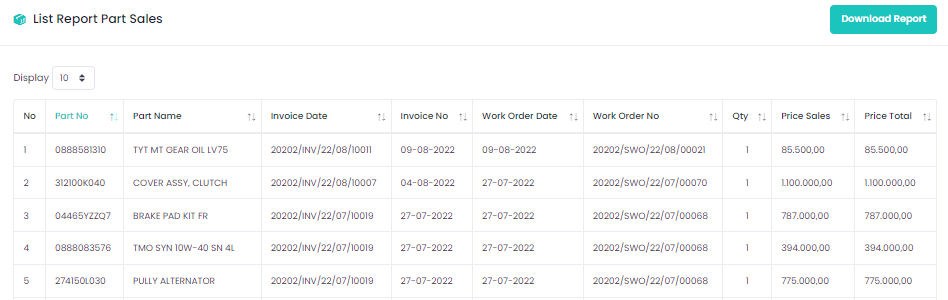 List Report Part Sales
Download Report
Display 10
No Part No Part Name Invoice Date Invoice No Work Order Date Work Order No Qty Price Sales Price Total
1 0888581310 TYT MT GEAR OIL LV75 20202/INV/22/08/10011 09-08-2022 09-08-2022 20202/SWO/22/08/00021 1 85.500,00 85.500,00
2 312100K040 COVER ASSY, CLUTCH 20202/INV/22/08/10007 04-08-2022 27-07-2022 20202/SWO/22/07/00070 1 1.100.000,00 1.100.000,00
3 04465YZZQ7 BRAKE PAD KIT FR 20202/INV/22/07/10019 27-07-2022 27-07-2022 20202/SWO/22/07/00068 1 787.000,00 787.000,00
4 0888083576 TMO SYN 10W-40 SN 4L 20202/INV/22/07/10019 27-07-2022 27-07-2022 20202/SWO/22/07/00068 1 394.000,00 394.000,00
5 274150L030 PULLY ALTERNATOR 20202/INV/22/07/10019 27-07-2022 27-07-2022 20202/SWO/22/07/00068 1 775.000,00 775.000,00